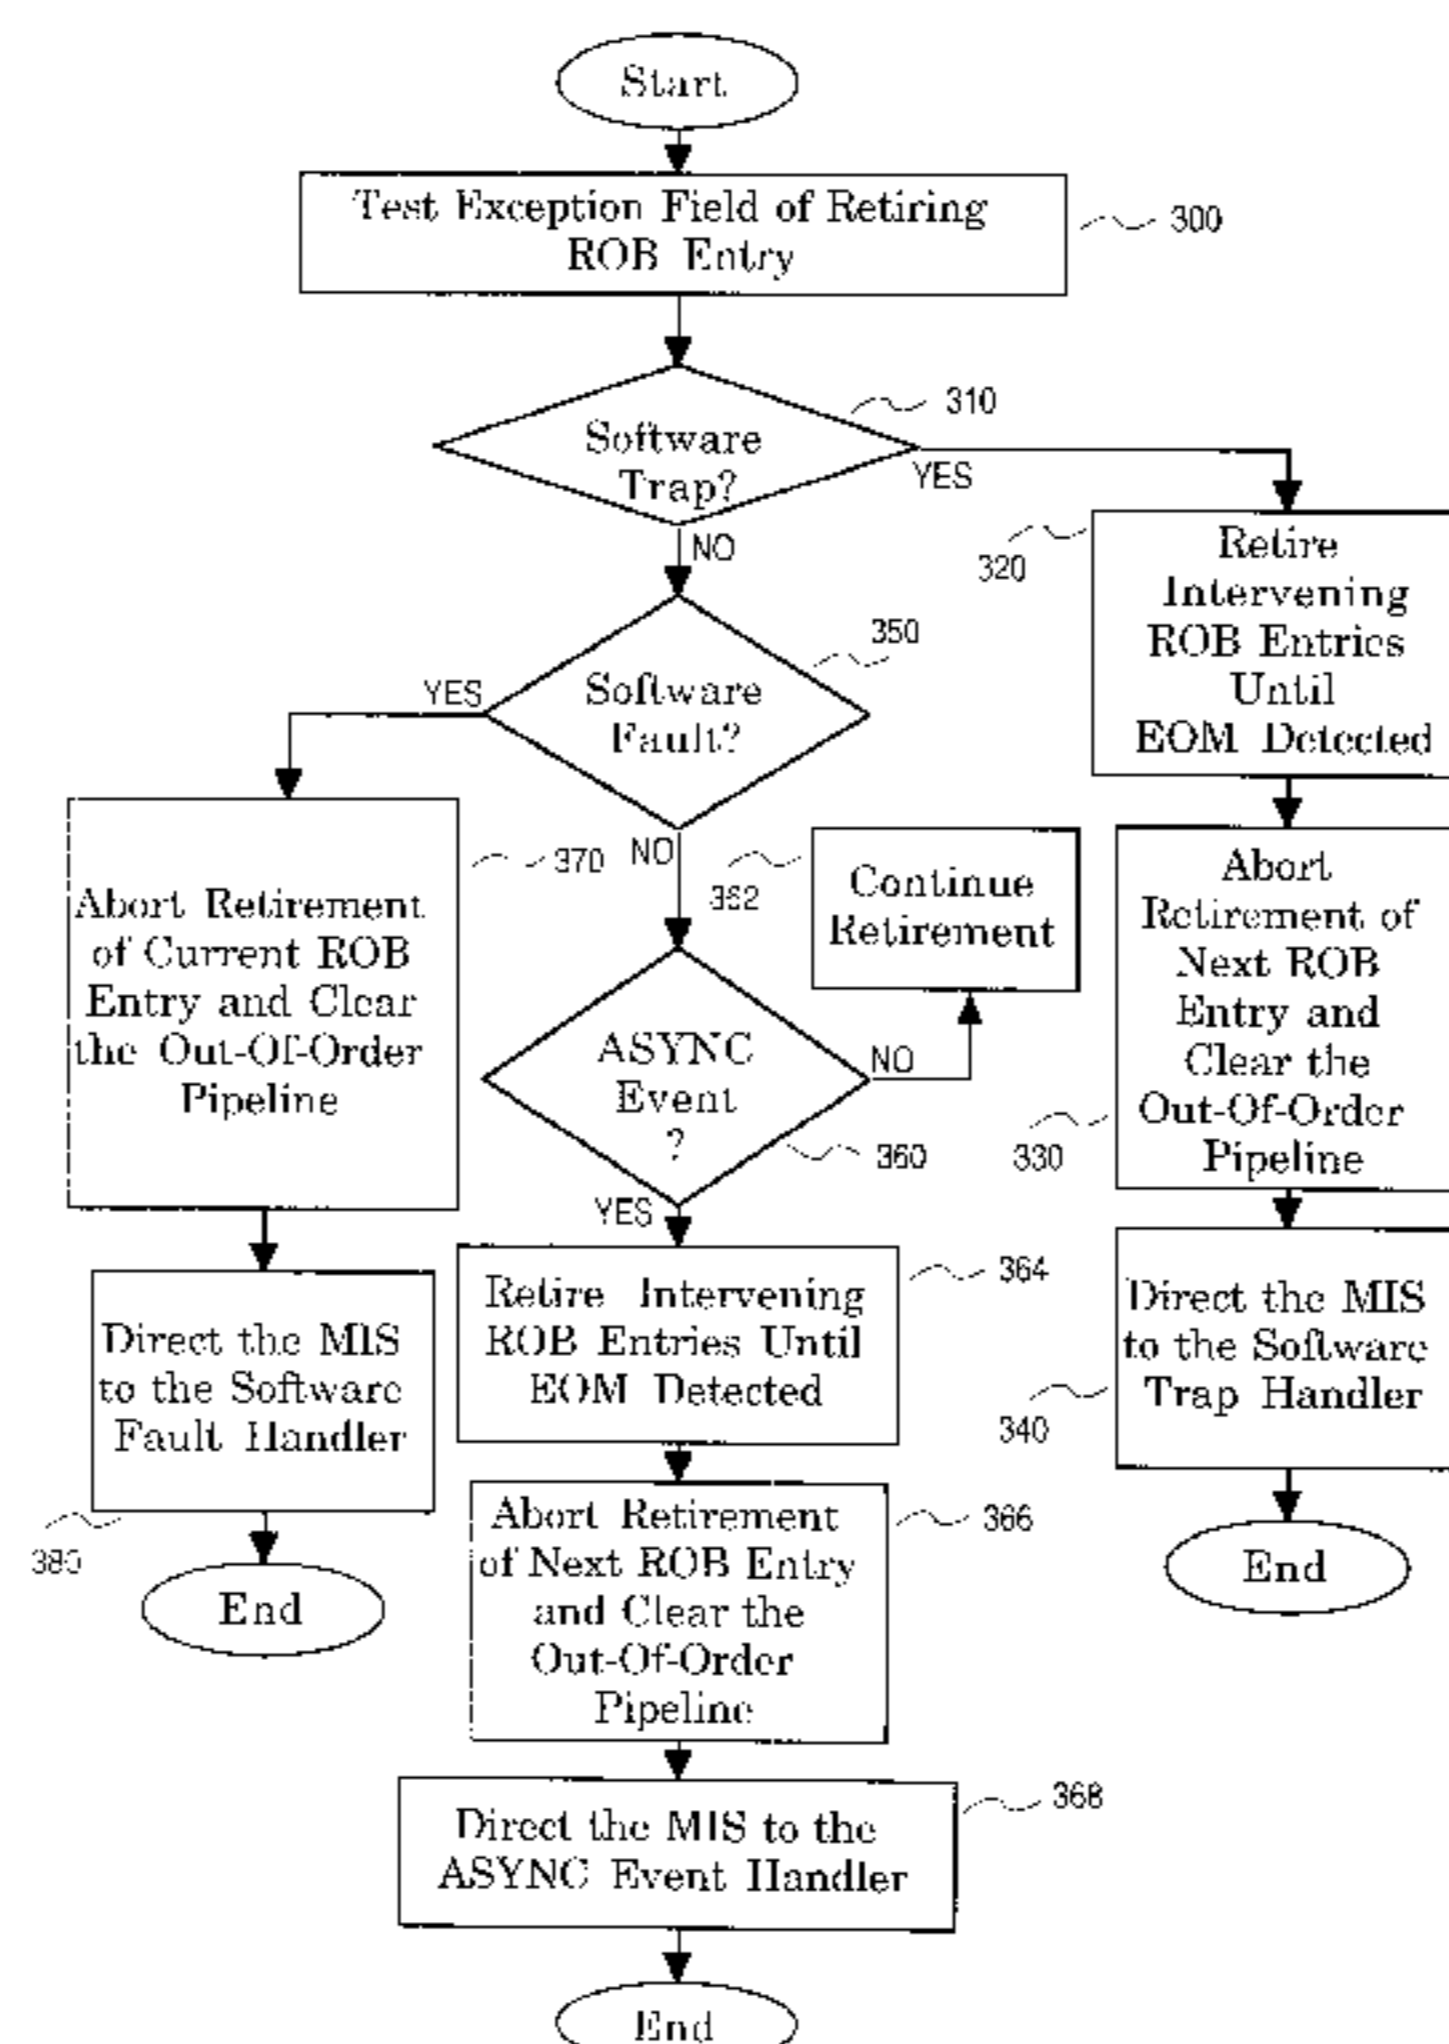 Start
Test Exception Field of Retiring
ROB Entry
300
310
Software
Trap?
YES
NO
320
Retire
Intervening
ROB Entries
Until
EOM Detected
350
Software
Fault?
YES
NO
370
Abort Retirement
of Current ROB
Entry and Clear
the Out-Of-Order
Pipeline
362
Continue
Retirement
Abort
Retirement of
Next ROB
Entry and
Clear the
Out-Of-Order
Pipeline
330
ASYNC
Event
?
NO
360
YES
Direct the MIS
to the Software
Fault Handler
380
End
Retire Intervening
ROB Entries Until
EOM Detected
364
Direct the MIS
to the Software
Trap Handler
340
End
Abort Retirement
of Next ROB Entry
and Clear the
Out-Of-Order
Pipeline
366
Direct the MIS to the
ASYNC Event Handler
368
End